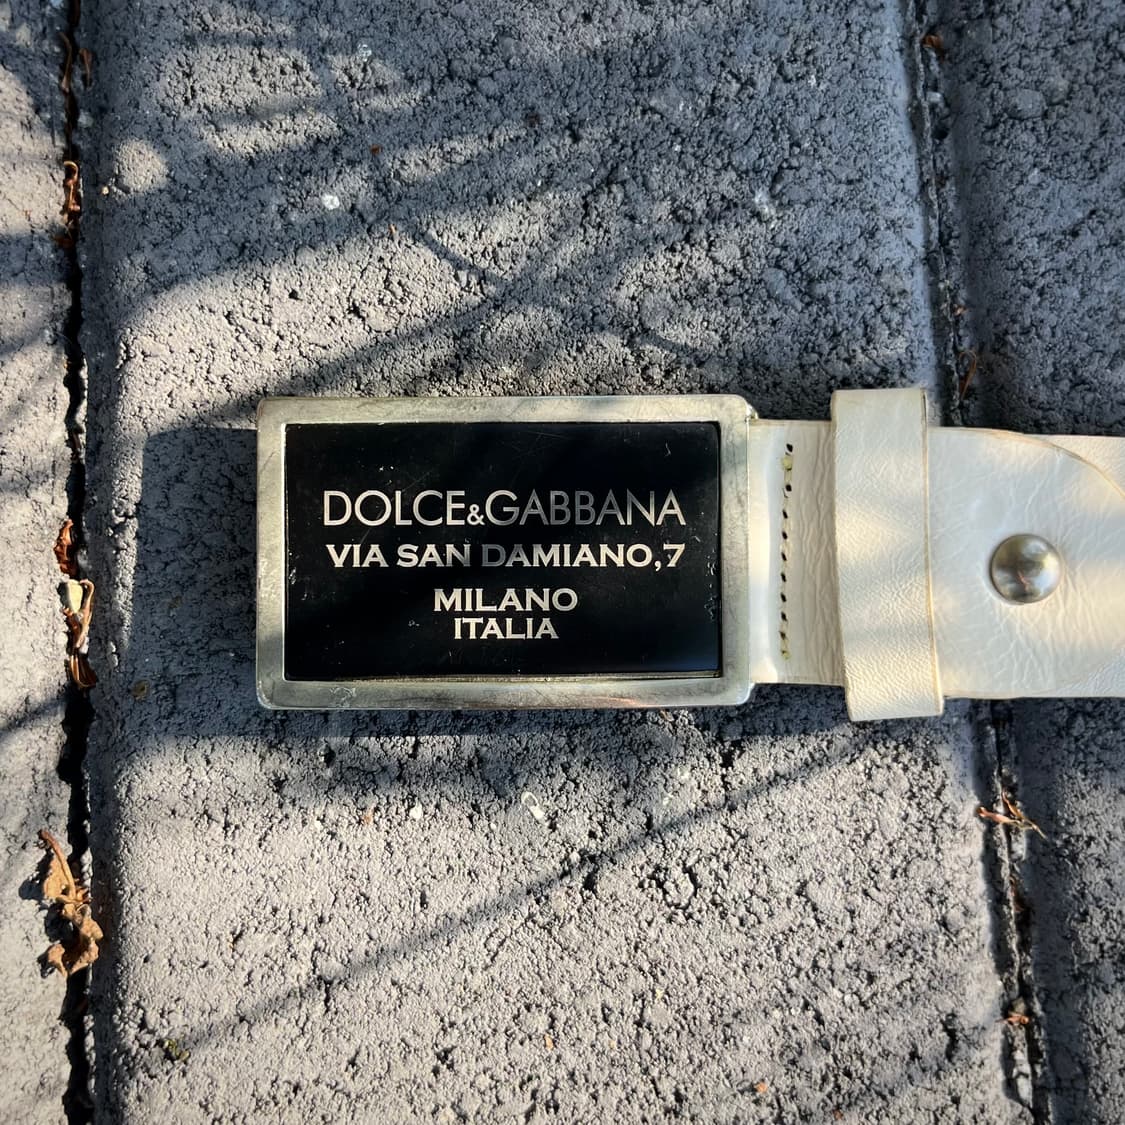 DOLCE&GABBANA
VIA SAN DAMIANO,7
MILANO
ITALIA